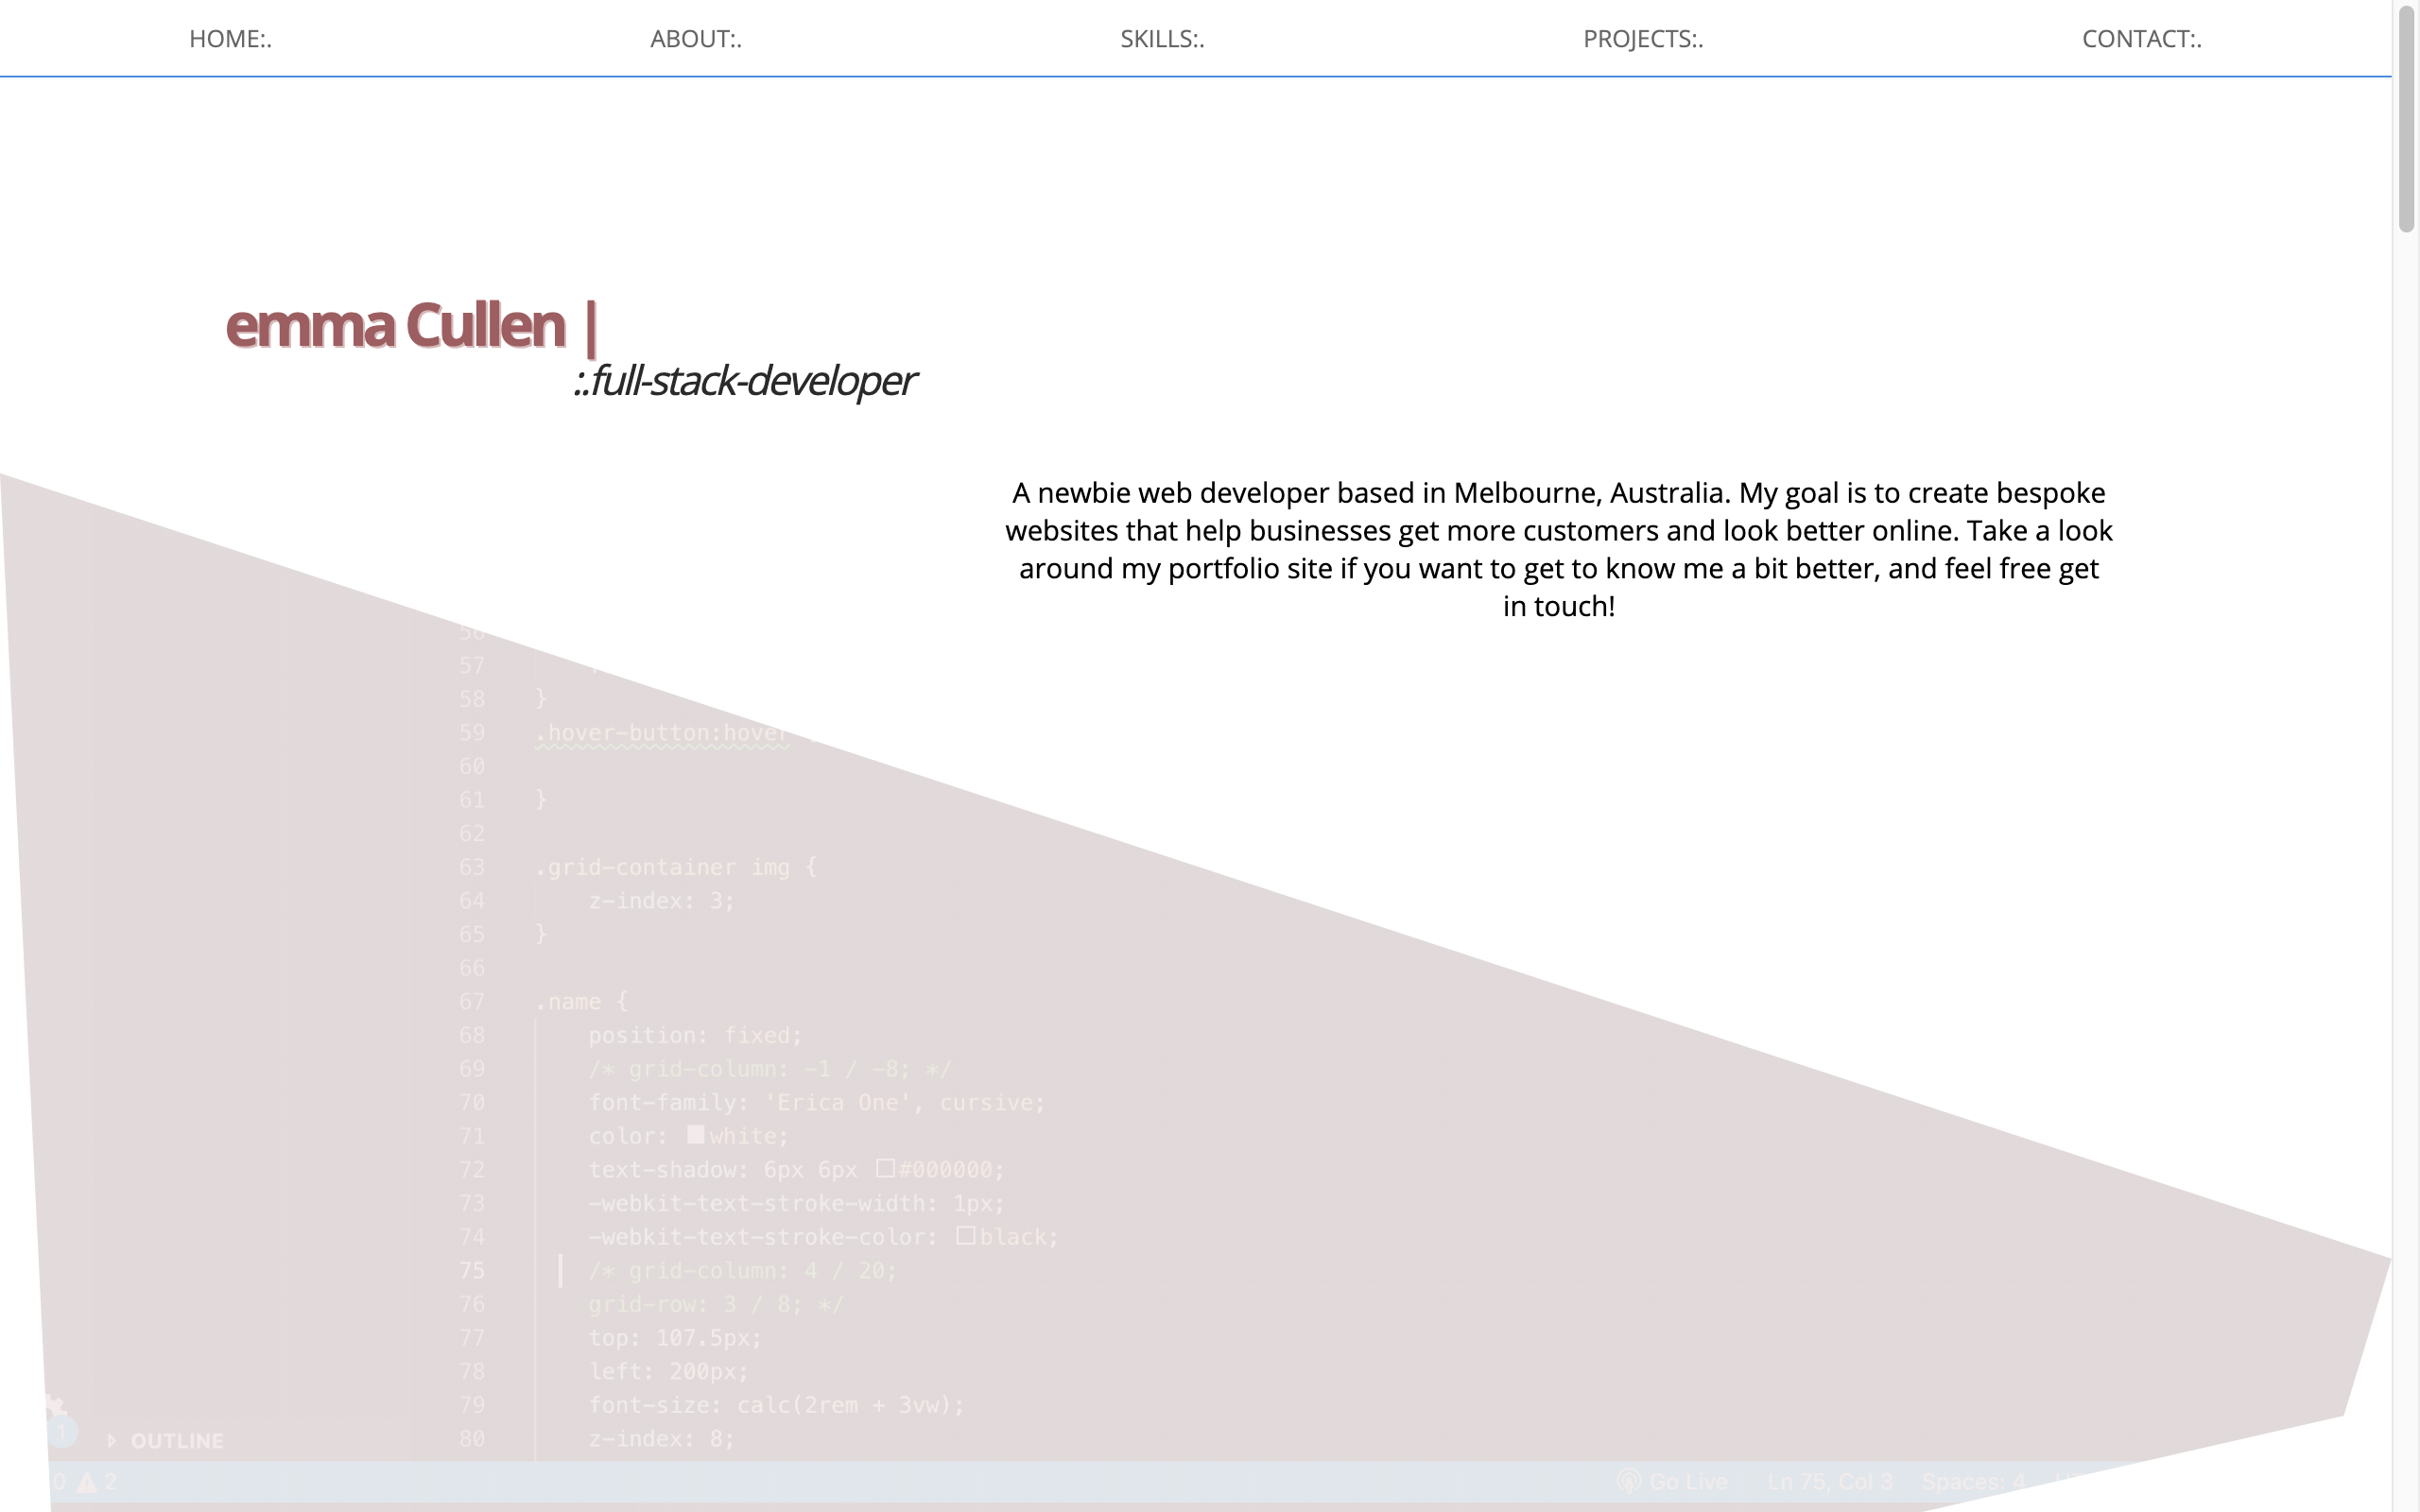 HOME:. ABOUT:. SKILLS:. PROJECTS:. CONTACT:.
emma Cullen |
::full-stack-developer
A newbie web developer based in Melbourne, Australia. My goal is to create bespoke
websites that help businesses get more customers and look better online. Take a look
around my portfolio site if you want to get to know me a bit better, and feel free get
in touch!
56
57
58 }
59 .hover-button:hover
60
61 }
62
63 .grid-container img {
64 z-index: 3;
65 }
66
67 .name {
68 position: fixed;
69 /* grid-column: -1 / -8; */
70 font-family: 'Erica One', cursive;
71 color: white;
72 text-shadow: 6px 6px #000000;
73 -webkit-text-stroke-width: 1px;
74 -webkit-text-stroke-color: black;
75 /* grid-column: 4 / 20;
76 grid-row: 3 / 8; */
77 top: 107.5px;
78 left: 200px;
79 font-size: calc(2rem + 3vw);
1
OUTLINE 80 z-index: 8;
0 2 Go Live Ln 75, Col 3 Spaces: 4